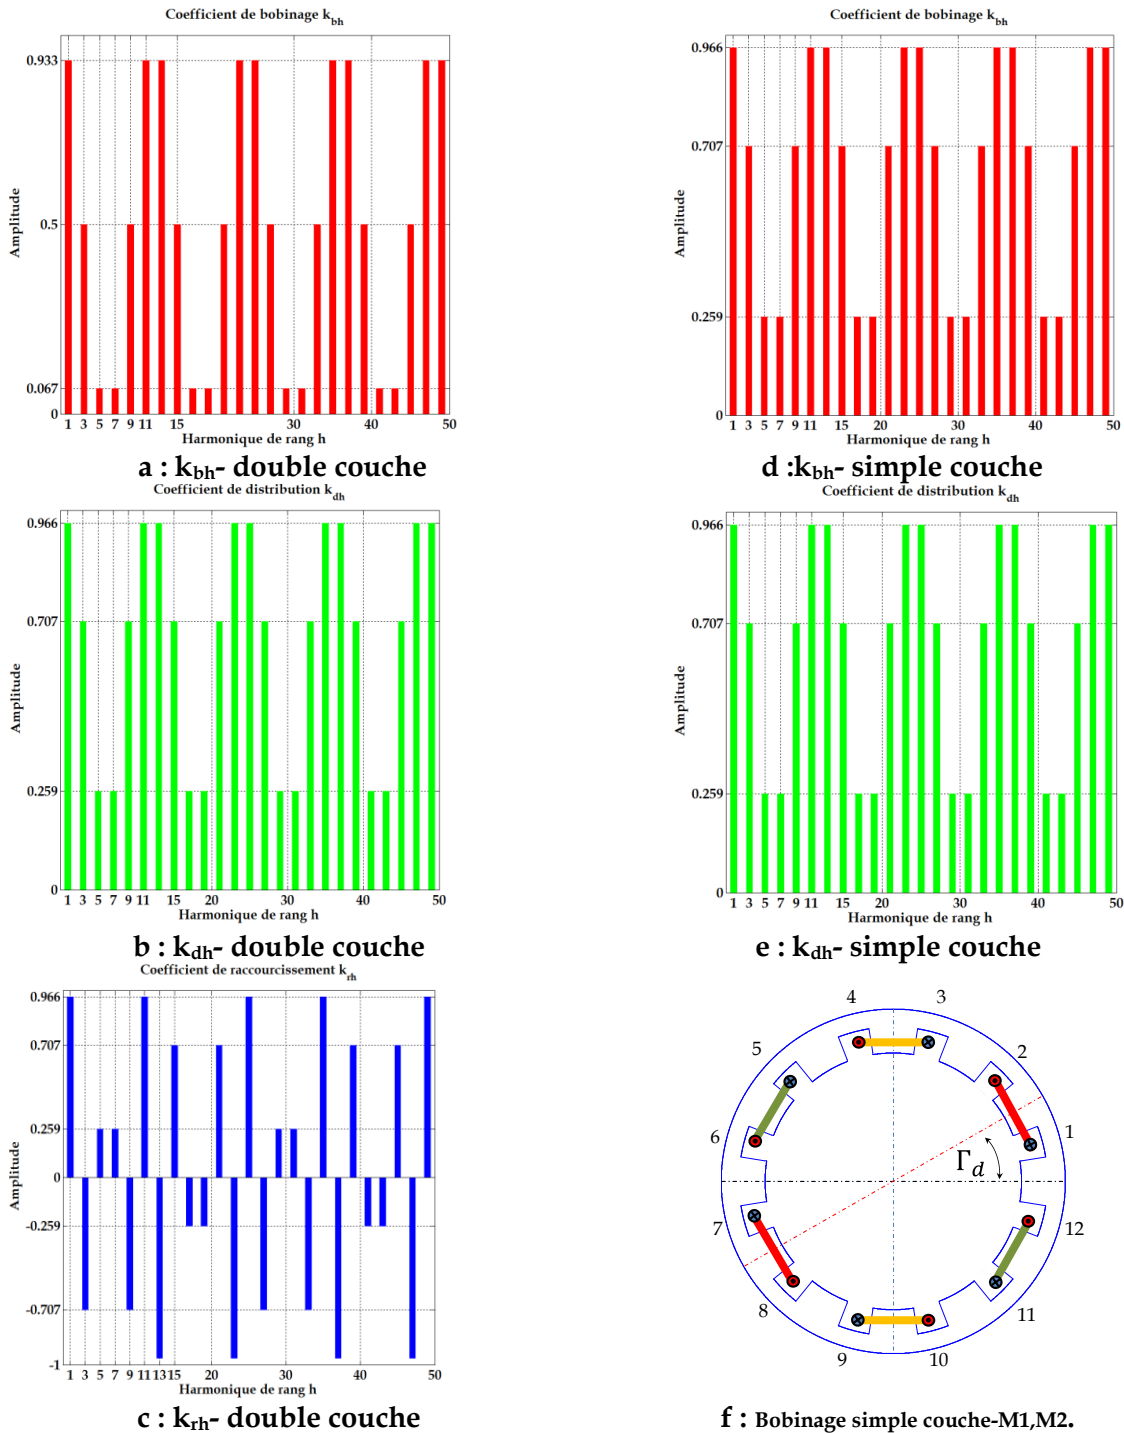 Coefficient de bobinage k_bh
Amplitude
0.933
0.5
0.067
0
1 3 5 7 9 11 15 30 40 50
Harmonique de rang h
a : k_bh- double couche
Coefficient de bobinage k_bh
Amplitude
0.966
0.707
0.259
0
1 3 5 7 9 11 15 20 30 40 50
Harmonique de rang h
d :k_bh- simple couche
Coefficient de distribution k_dh
Amplitude
0.966
0.707
0.259
0
1 3 5 7 9 11 15 20 30 40 50
Harmonique de rang h
b : k_dh- double couche
Coefficient de distribution k_dh
Amplitude
0.966
0.707
0.259
0
1 3 5 7 9 11 15 20 30 40 50
Harmonique de rang h
e : k_dh- simple couche
Coefficient de raccourcissement k_rh
Amplitude
0.966
0.707
0.259
0
-0.259
-0.707
-1
1 3 5 7 9 11 13 15 20 30 40 50
Harmonique de rang h
c : k_rh- double couche
4 3
5 2
6 1
Γ_d
7 12
8 11
9 10
f : Bobinage simple couche-M1,M2.